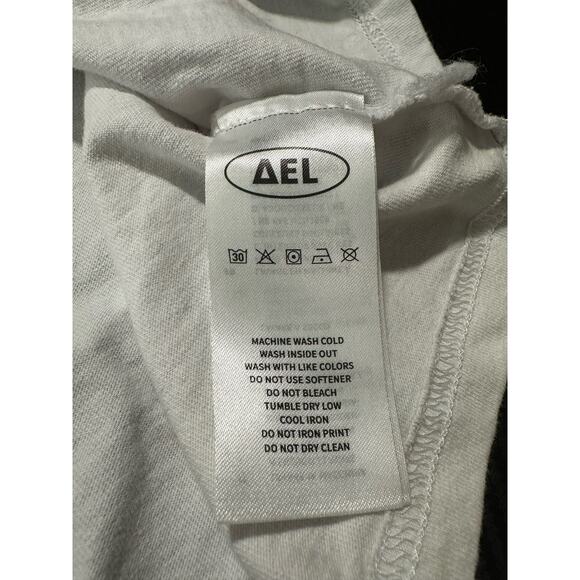 ΔEL
30
MACHINE WASH COLD
WASH INSIDE OUT
WASH WITH LIKE COLORS
DO NOT USE SOFTENER
DO NOT BLEACH
TUMBLE DRY LOW
COOL IRON
DO NOT IRON PRINT
DO NOT DRY CLEAN